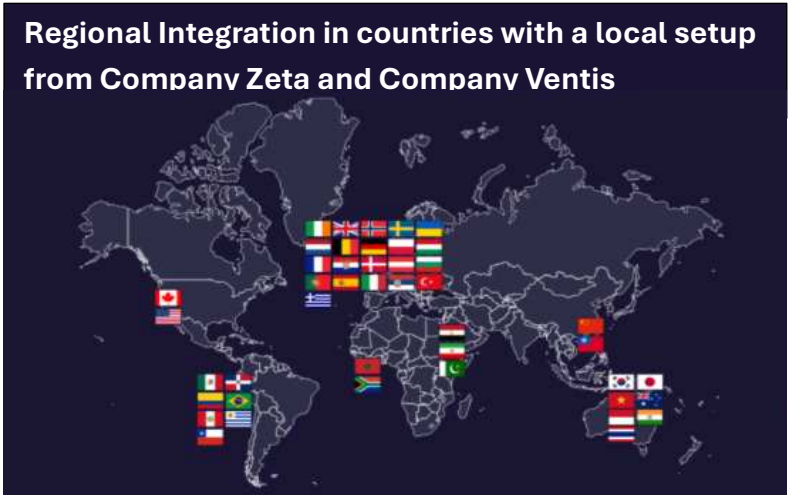 Regional Integration in countries with a local setup
from Company Zeta and Company Ventis